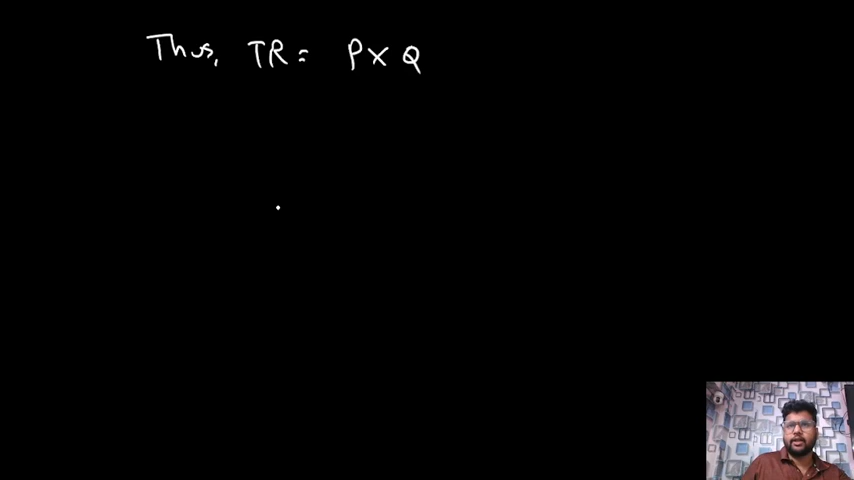 Thus, TR = P × Q